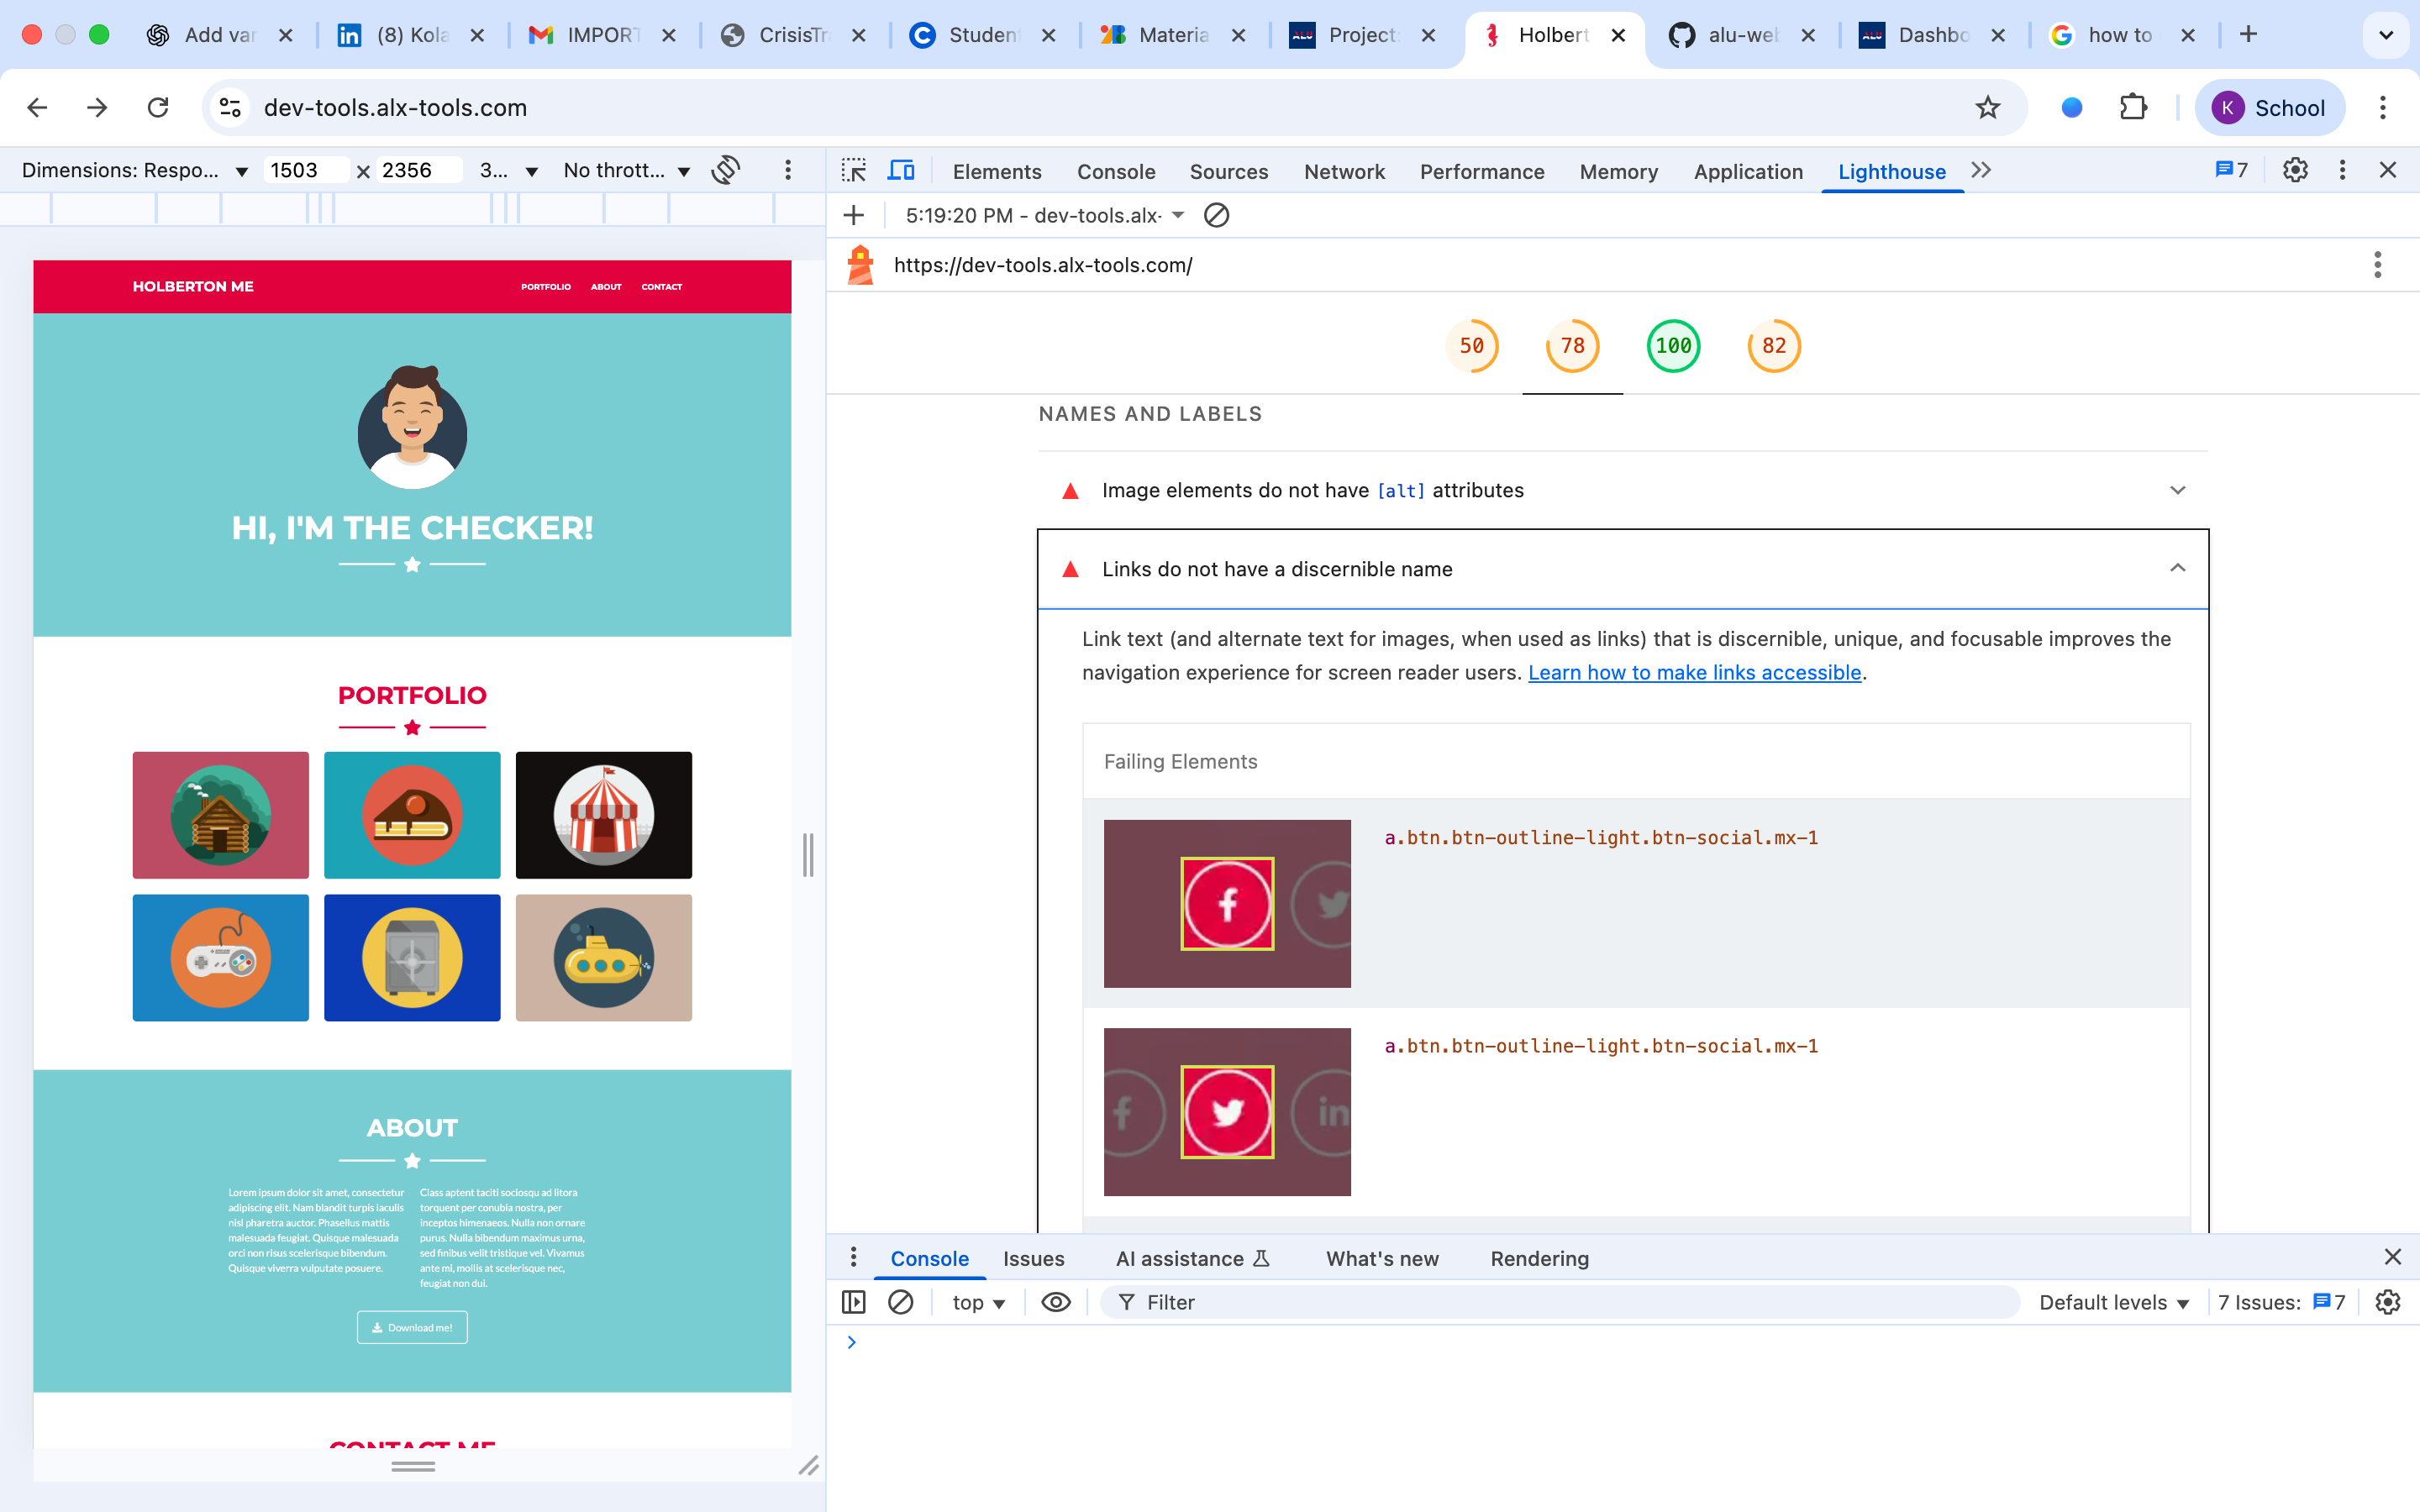 Add var
(8) Kola
IMPORT
CrisisTr
Student
Materia
Projects
Holbert
alu-web
Dashbo
how to
dev-tools.alx-tools.com
K School
Dimensions: Respo... 1503 × 2356 3... No thrott...
Elements Console Sources Network Performance Memory Application Lighthouse 7
5:19:20 PM - dev-tools.alx-
https://dev-tools.alx-tools.com/
50 78 100 82
HOLBERTON ME PORTFOLIO ABOUT CONTACT
HI, I'M THE CHECKER!
PORTFOLIO
ABOUT
Lorem ipsum dolor sit amet, consectetur
adipiscing elit. Nam blandit turpis iaculis
nisl pharetra auctor. Phasellus mattis
malesuada feugiat. Quisque malesuada
orci non risus scelerisque bibendum.
Quisque viverra vulputate posuere.
Class aptent taciti sociosqu ad litora
torquent per conubia nostra, per
inceptos himenaeos. Nulla non ornare
purus. Nulla bibendum maximus urna,
sed finibus velit tristique vel. Vivamus
ante mi, mollis at scelerisque nec,
feugiat non dui.
Download me!
CONTACT ME
NAMES AND LABELS
Image elements do not have [alt] attributes
Links do not have a discernible name
Link text (and alternate text for images, when used as links) that is discernible, unique, and focusable improves the
navigation experience for screen reader users. Learn how to make links accessible.
Failing Elements
a.btn.btn-outline-light.btn-social.mx-1
a.btn.btn-outline-light.btn-social.mx-1
Console Issues AI assistance What's new Rendering
top Filter Default levels 7 Issues: 7